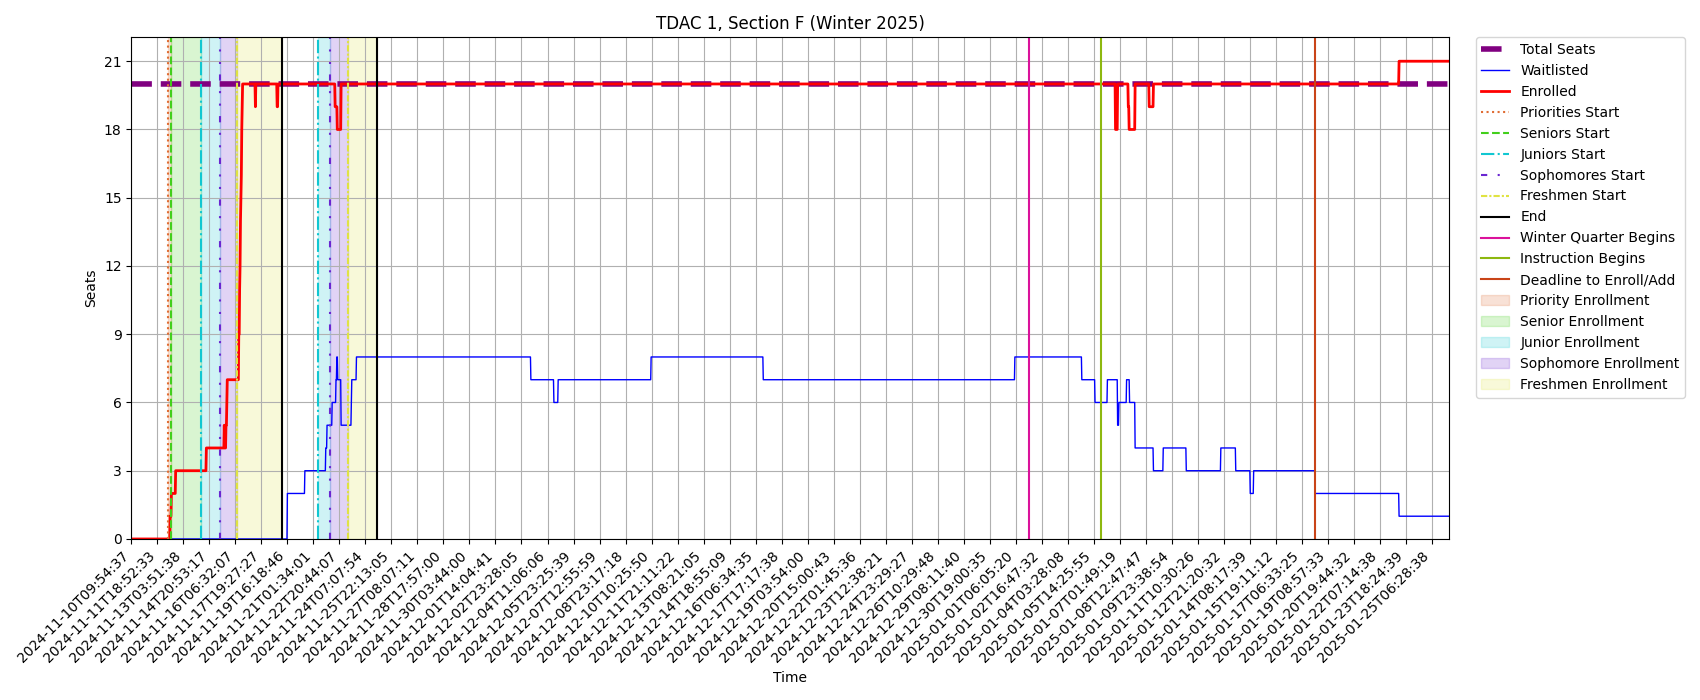 TDAC 1, Section F (Winter 2025)
Seats
21
18
15
12
9
6
3
0
2024-11-10T09:54:37
2024-11-11T18:52:33
2024-11-13T03:51:38
2024-11-14T20:53:17
2024-11-16T06:32:07
2024-11-17T19:27:27
2024-11-19T16:18:46
2024-11-21T01:34:01
2024-11-22T20:44:07
2024-11-24T07:07:54
2024-11-25T22:13:05
2024-11-27T08:07:11
2024-11-28T17:57:00
2024-11-30T03:44:00
2024-12-01T14:04:41
2024-12-02T23:28:05
2024-12-04T11:06:06
2024-12-05T23:25:39
2024-12-07T12:55:59
2024-12-08T23:17:18
2024-12-10T10:25:50
2024-12-11T21:11:22
2024-12-13T08:21:05
2024-12-14T18:55:09
2024-12-16T06:34:35
2024-12-17T17:17:38
2024-12-19T03:54:00
2024-12-20T15:00:43
2024-12-22T01:45:36
2024-12-23T12:38:21
2024-12-24T23:29:27
2024-12-26T10:29:48
2024-12-29T08:11:40
2024-12-30T19:00:35
2025-01-01T06:05:20
2025-01-02T16:47:32
2025-01-04T03:28:08
2025-01-05T14:25:55
2025-01-07T01:49:19
2025-01-08T12:47:47
2025-01-09T23:38:54
2025-01-11T10:30:26
2025-01-12T21:20:32
2025-01-14T08:17:39
2025-01-15T19:11:12
2025-01-17T06:33:25
2025-01-19T08:57:33
2025-01-20T19:44:32
2025-01-22T07:14:38
2025-01-23T18:24:39
2025-01-25T06:28:38
Time
Total Seats
Waitlisted
Enrolled
Priorities Start
Seniors Start
Juniors Start
Sophomores Start
Freshmen Start
End
Winter Quarter Begins
Instruction Begins
Deadline to Enroll/Add
Priority Enrollment
Senior Enrollment
Junior Enrollment
Sophomore Enrollment
Freshmen Enrollment